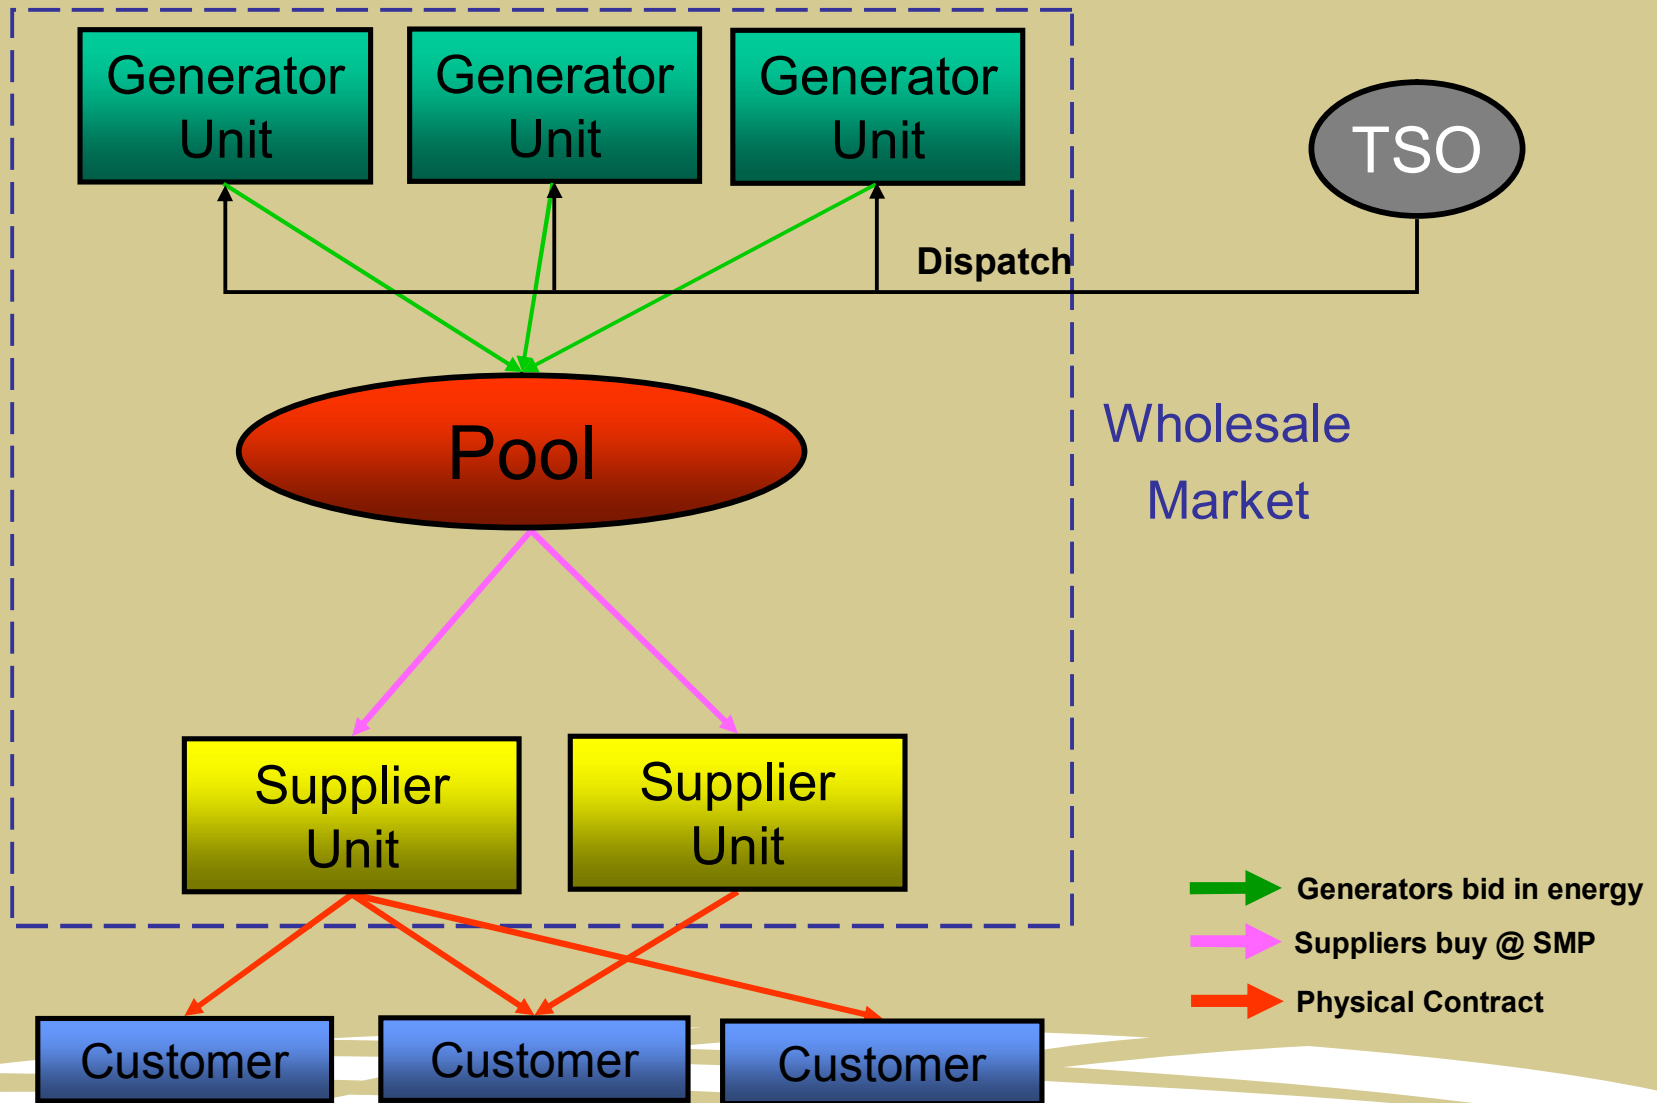 Generator
Unit
Generator
Unit
Generator
Unit
TSO
Dispatch
Pool
Wholesale
Market
Supplier
Unit
Supplier
Unit
Generators bid in energy
Suppliers buy @ SMP
Physical Contract
Customer
Customer
Customer